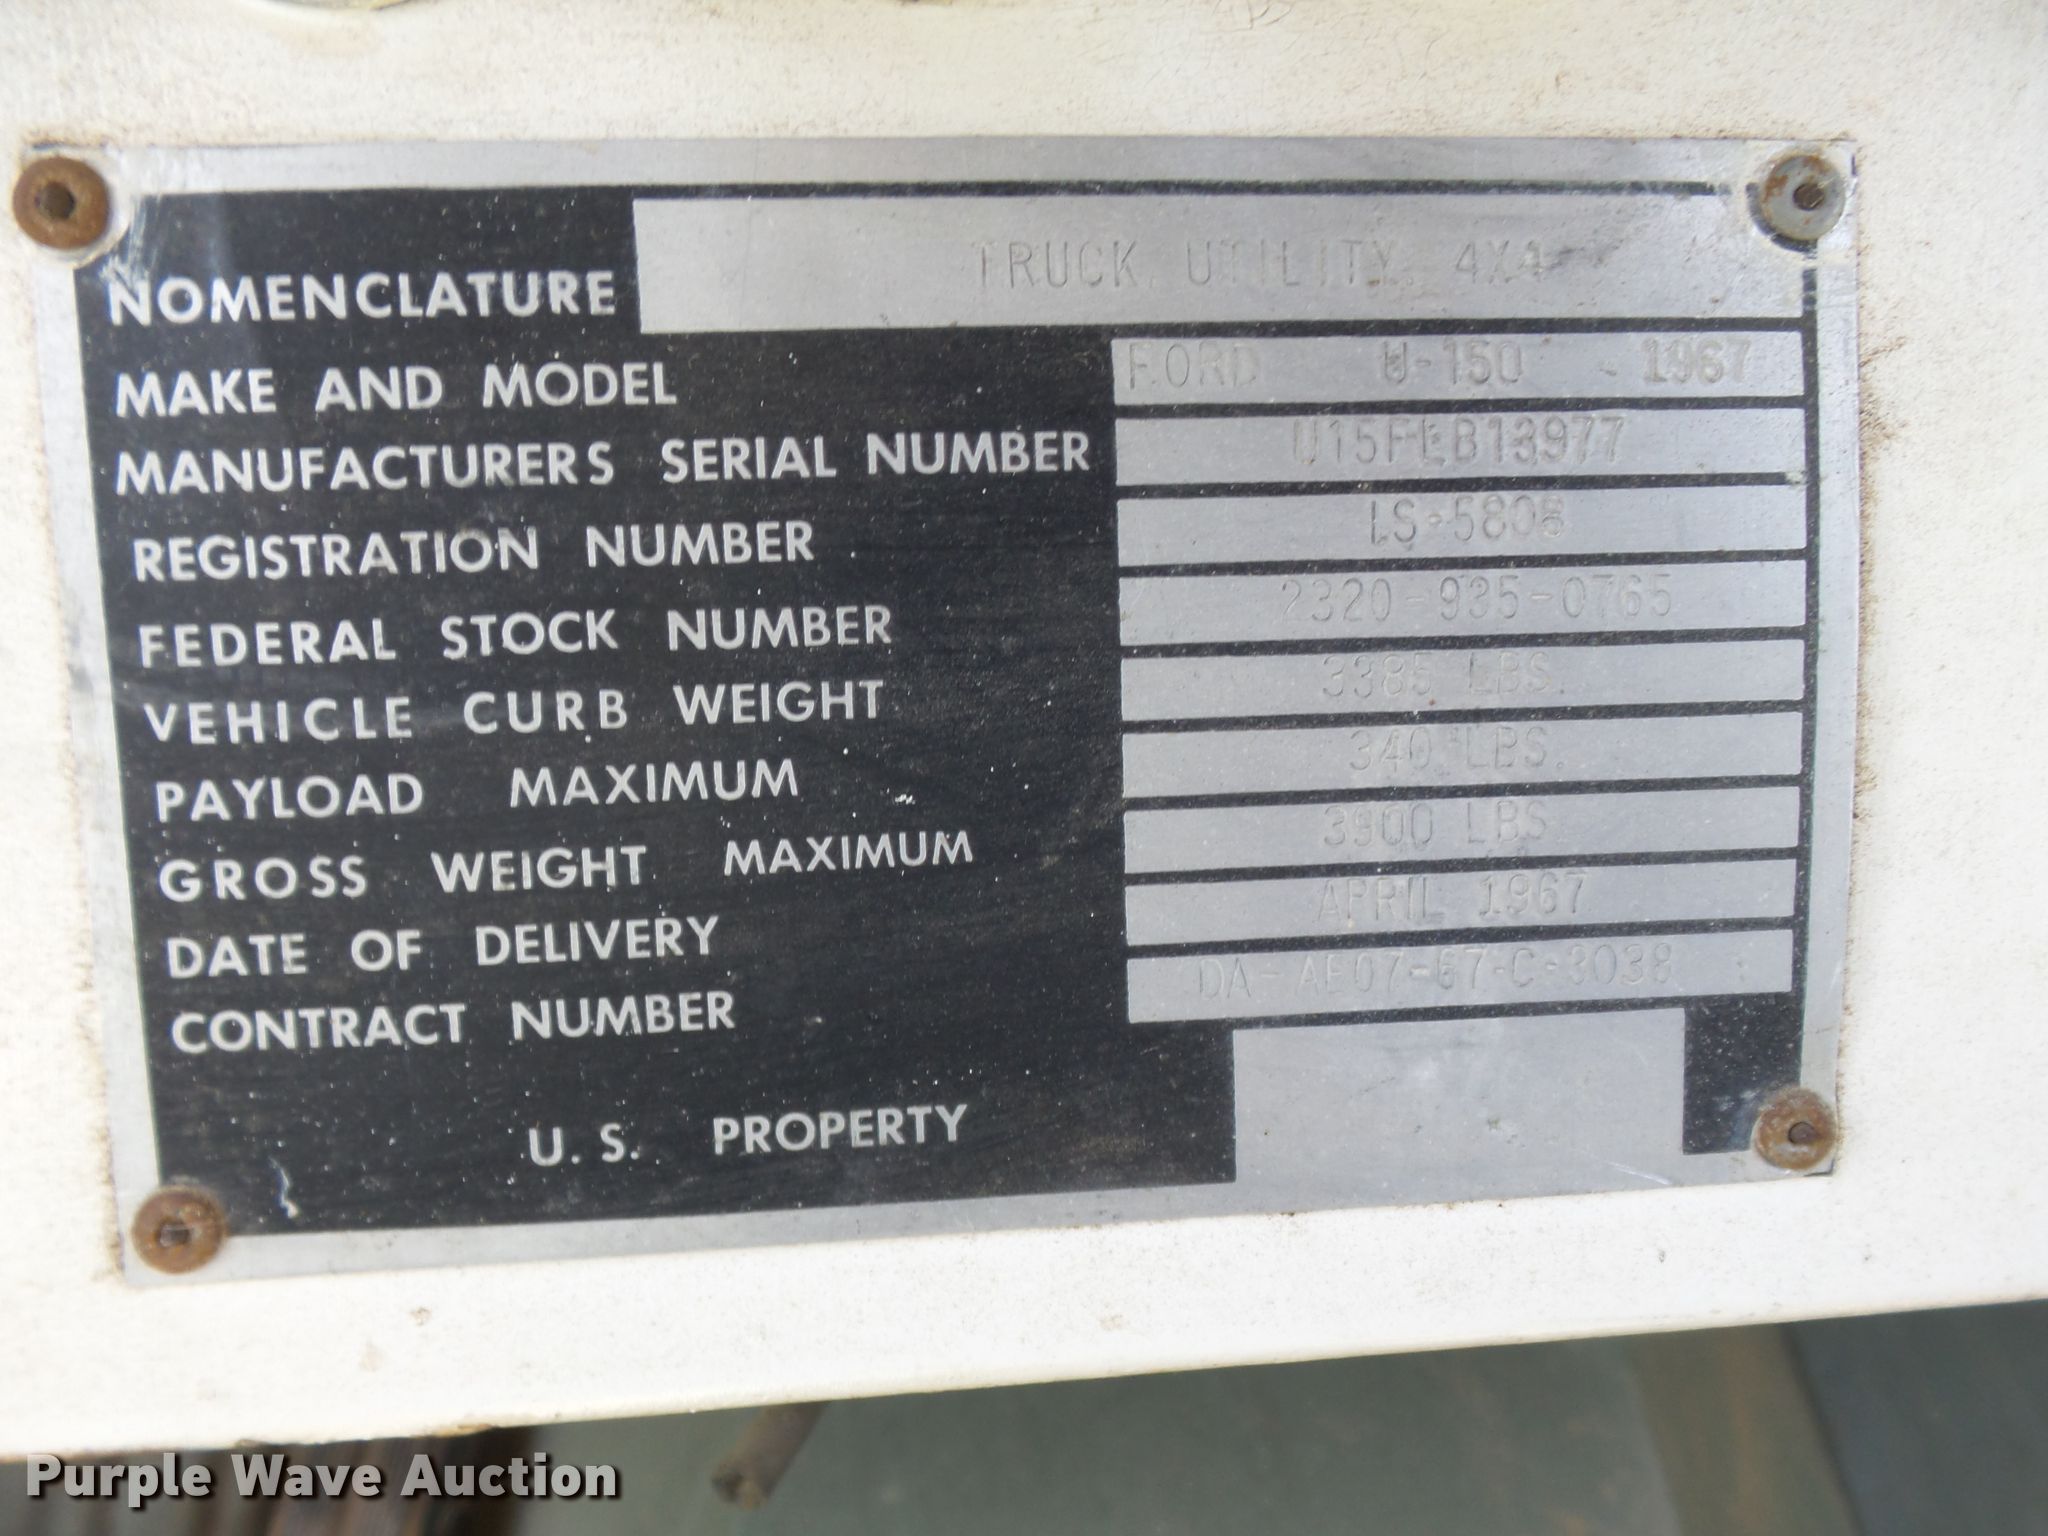 NOMENCLATURE TRUCK, UTILITY, 4X4
MAKE AND MODEL FORD U-150 1967
MANUFACTURERS SERIAL NUMBER U15FLB13977
REGISTRATION NUMBER LS-5808
FEDERAL STOCK NUMBER 2320-935-0765
VEHICLE CURB WEIGHT 3385 LBS.
PAYLOAD MAXIMUM 340 LBS.
GROSS WEIGHT MAXIMUM 3900 LBS
DATE OF DELIVERY APRIL 1967
CONTRACT NUMBER DA-AE07-67-C-3038
U. S. PROPERTY
Purple Wave Auction